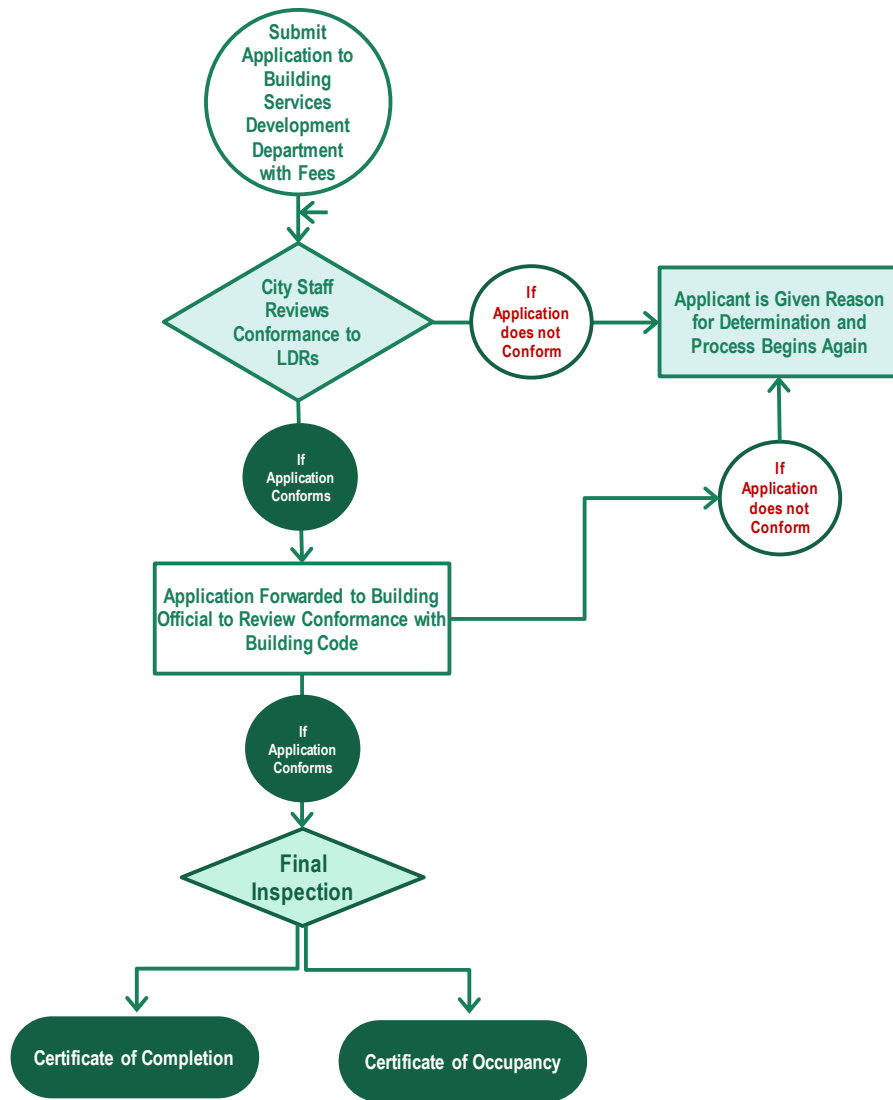 Submit
Application to
Building
Services
Development
Department
with Fees
City Staff
Reviews
Conformance to
LDRs
If
Application
does not
Conform
Applicant is Given Reason
for Determination and
Process Begins Again
If
Application
Conforms
If
Application
does not
Conform
Application Forwarded to Building
Official to Review Conformance with
Building Code
If
Application
Conforms
Final
Inspection
Certificate of Completion
Certificate of Occupancy